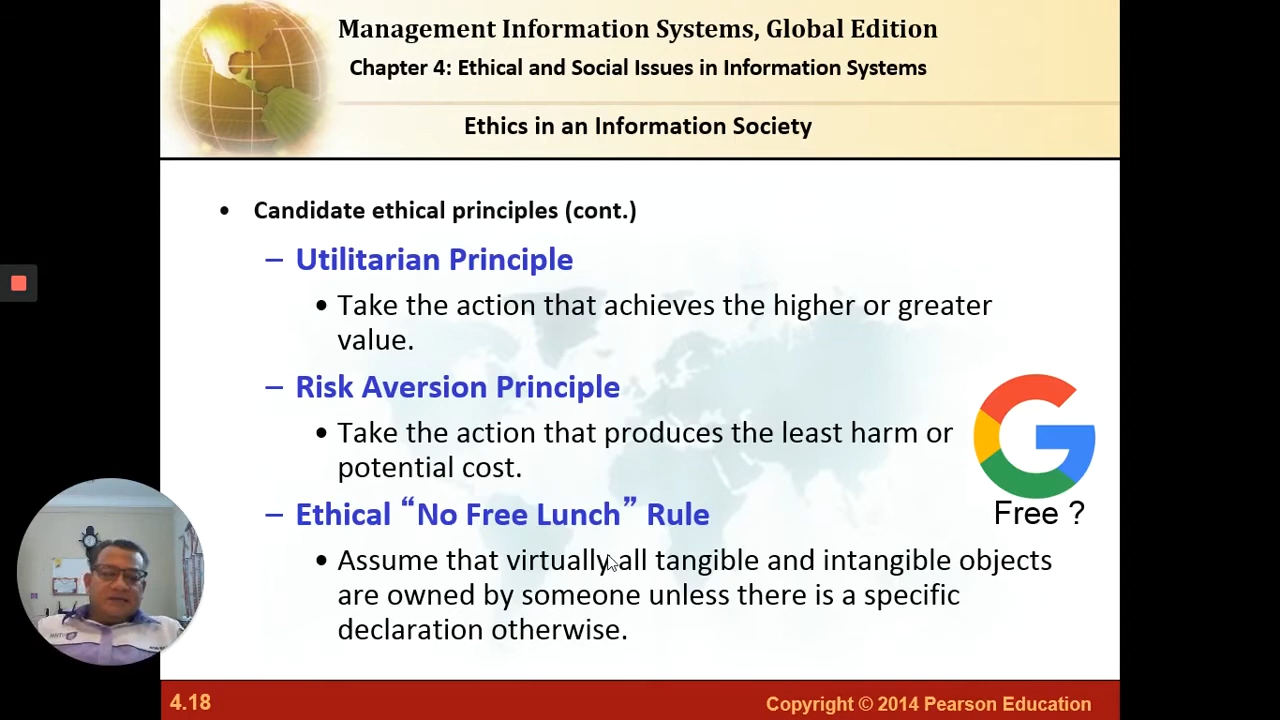 Management Information Systems, Global Edition
Chapter 4: Ethical and Social Issues in Information Systems
Ethics in an Information Society
• Candidate ethical principles (cont.)
– Utilitarian Principle
• Take the action that achieves the higher or greater
value.
– Risk Aversion Principle
• Take the action that produces the least harm or
potential cost.
– Ethical “No Free Lunch” Rule
• Assume that virtually all tangible and intangible objects
are owned by someone unless there is a specific
declaration otherwise.
G
Free ?
4.18
Copyright © 2014 Pearson Education